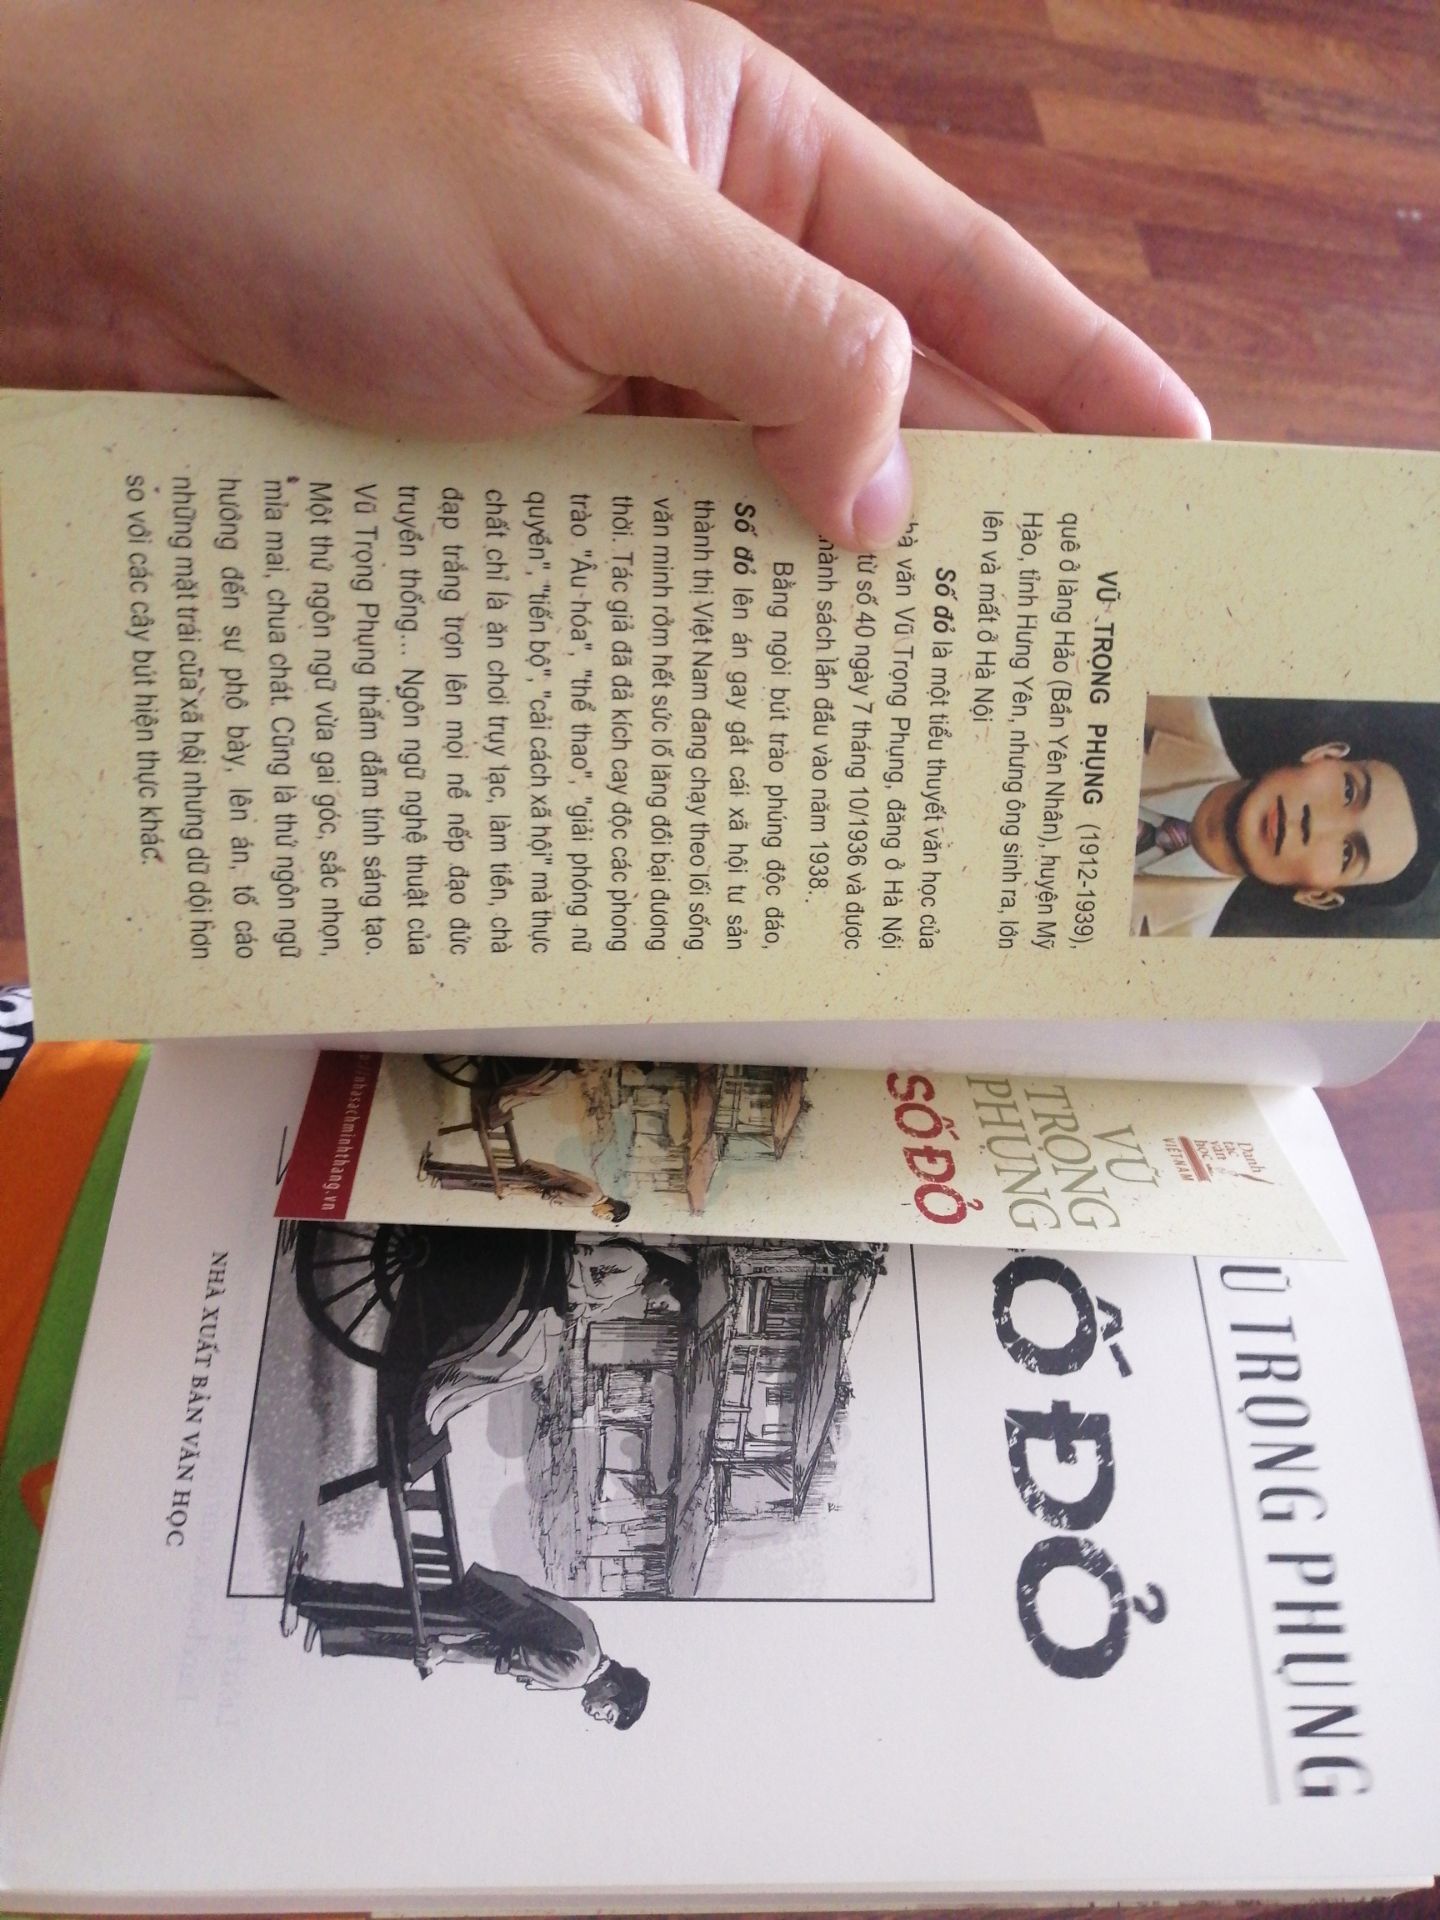 VŨ TRỌNG PHỤNG (1912-1939),
quê ở làng Hảo (Bần Yên Nhân), huyện Mỹ
Hào, tỉnh Hưng Yên, nhưng ông sinh ra, lớn
lên và mất ở Hà Nội
Số đỏ là một tiểu thuyết văn học của
văn Vũ Trọng Phụng, đăng ở Hà Nội
từ số 40 ngày 7 tháng 10/1936 và được
sách lần đầu vào năm 1938.
Bằng ngòi bút trào phúng độc đáo,
Số đỏ lên án gay gắt cái xã hội tư sản
thành thị Việt Nam đang chạy theo lối sống
văn minh rởm hết sức lố lăng đồi bại đương
thời. Tác giả đã đả kích cay độc các phong
trào "Âu hóa", "thể thao", "giải phóng nữ
quyền", "tiến bộ", "cải cách xã hội" mà thực
chất chỉ là ăn chơi trụy lạc, làm tiền, chà
đạp trắng trợn lên mọi nề nếp đạo đức
truyền thống... Ngôn ngữ nghệ thuật của
Vũ Trọng Phụng thấm đẫm tính sáng tạo.
Một thứ ngôn ngữ vừa gai góc, sắc nhọn,
mỉa mai, chua chát. Cũng là thứ ngôn ngữ
hướng đến sự phô bày, lên án, tố cáo
những mặt trái của xã hội nhưng dữ dội hơn
so với các cây bút hiện thực khác.
Danh
tác
văn
học
VIỆT NAM
VŨ
TRỌNG
PHỤNG
SỐ ĐỎ
//nhasachminhthang.vn
Ũ TRỌNG PHỤNG
Ố ĐỎ
NHÀ XUẤT BẢN VĂN HỌC